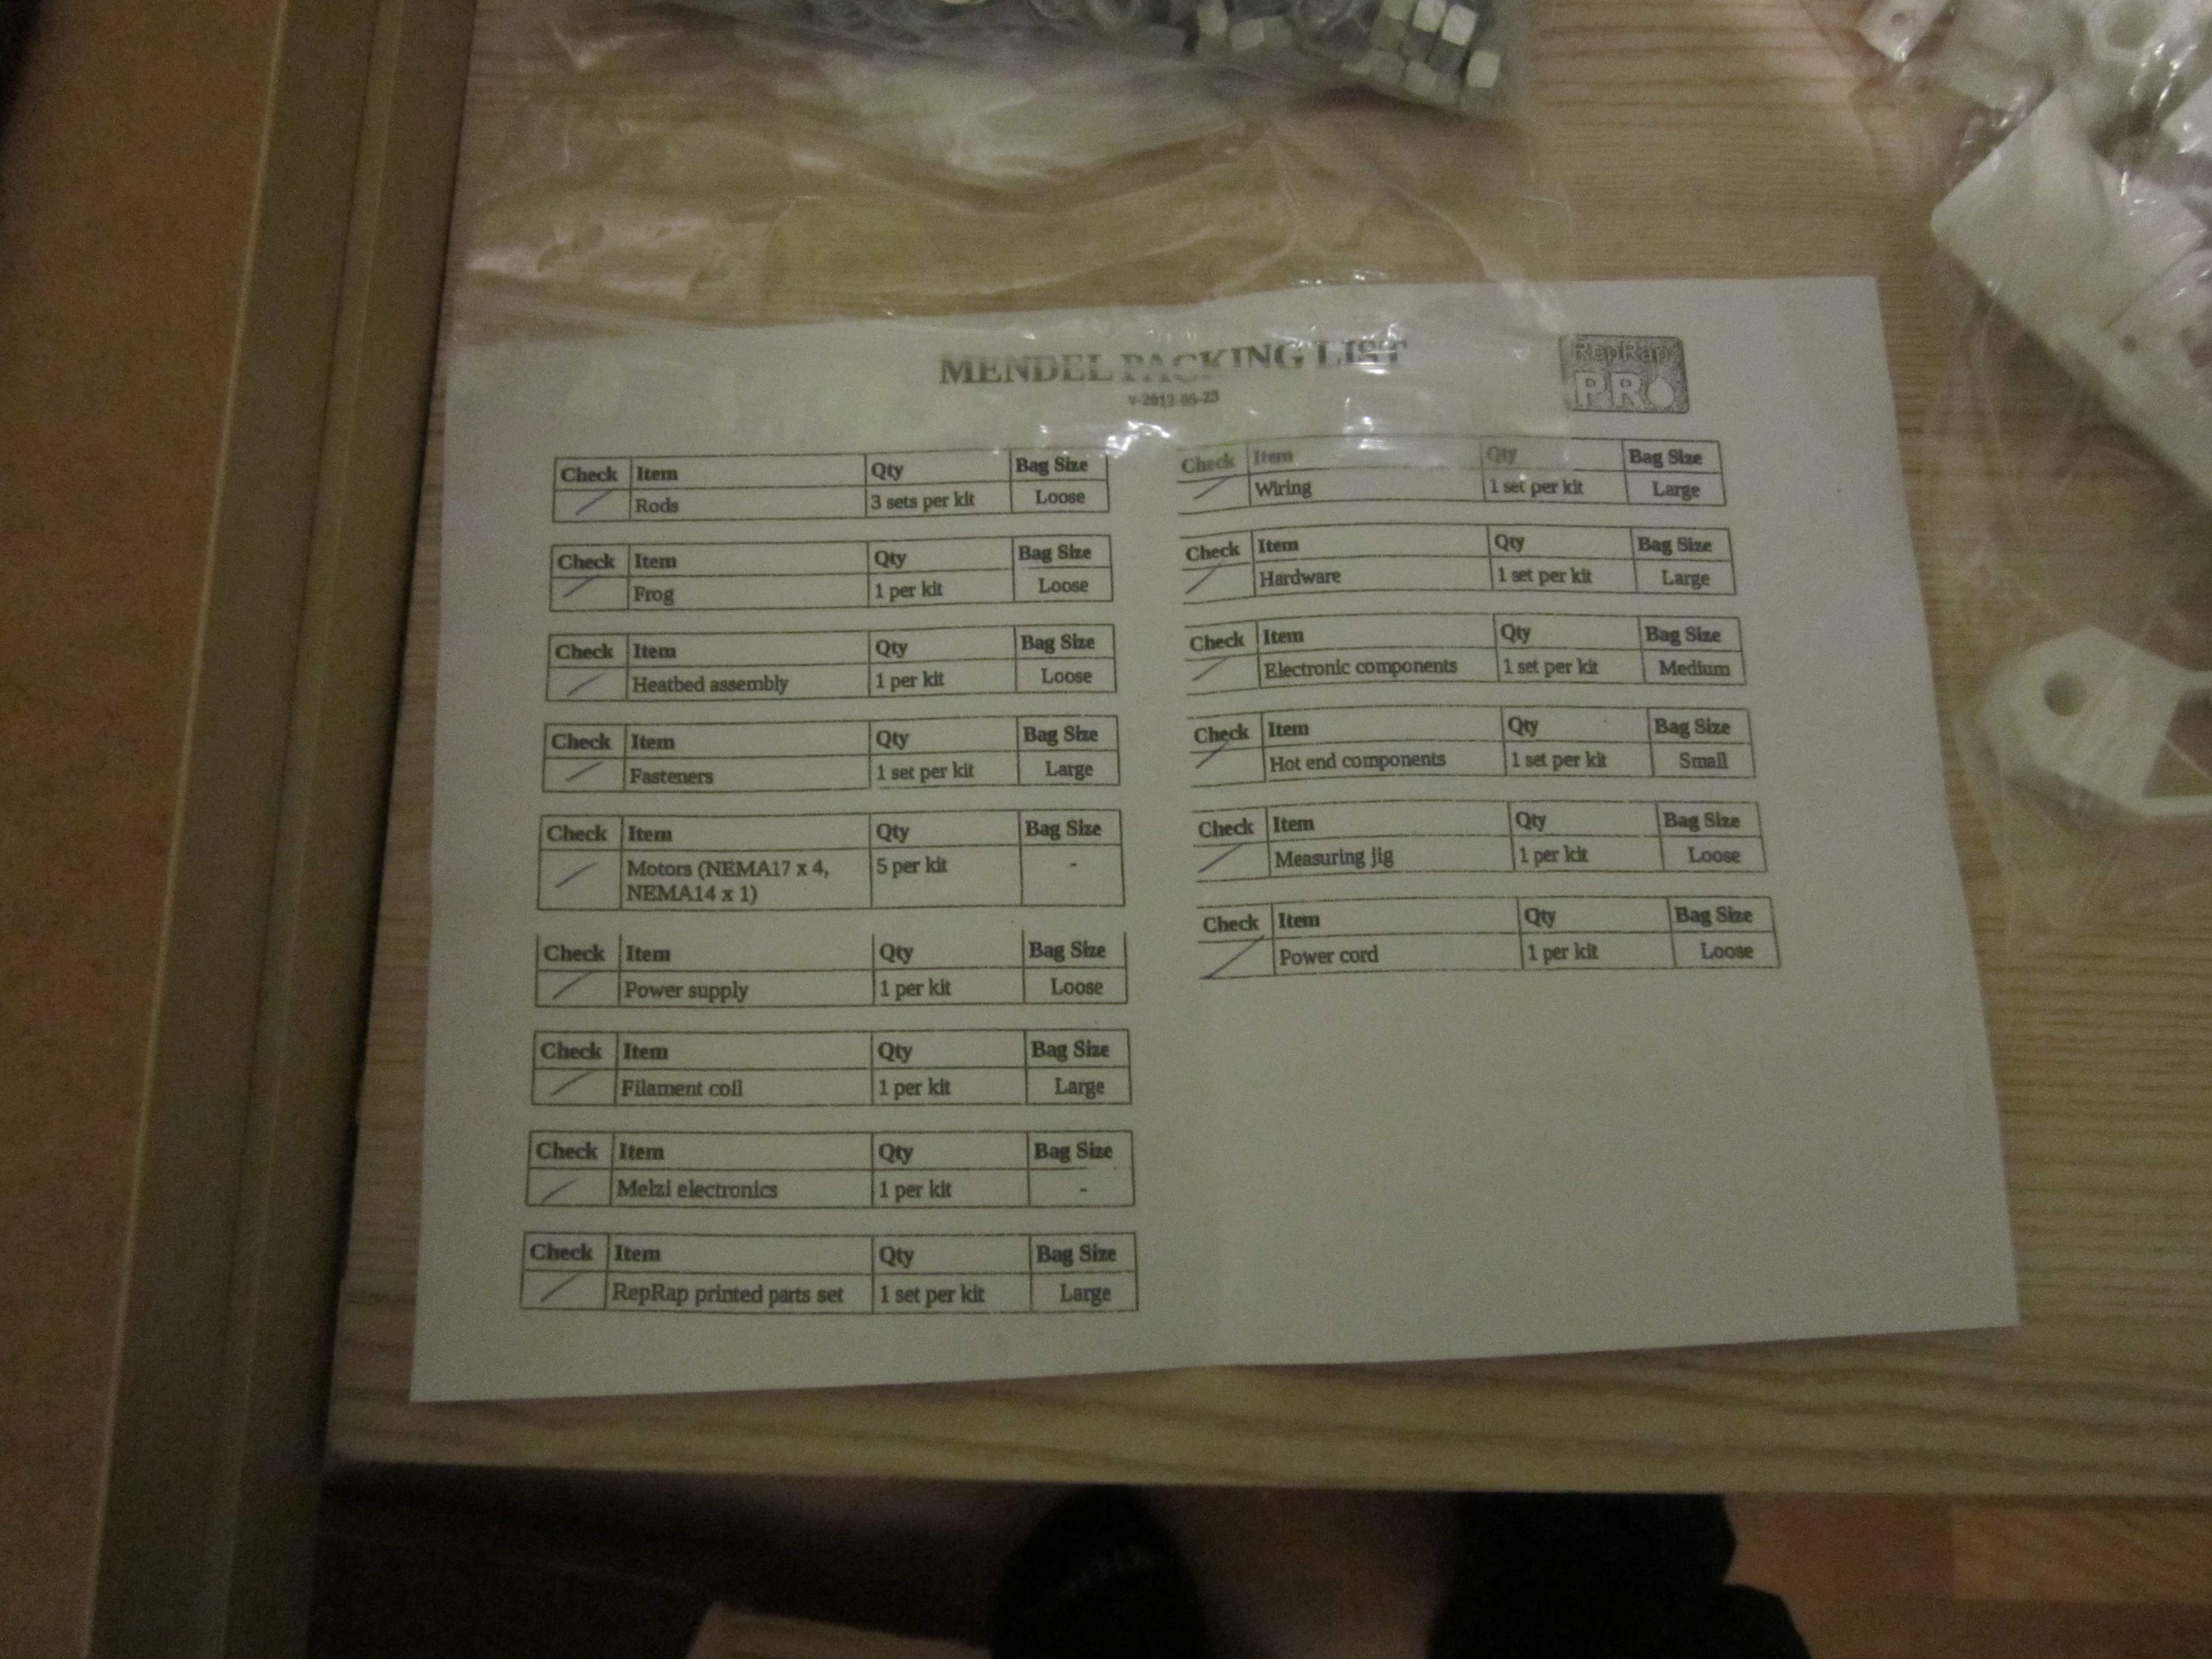 MENDEL PACKING LIST
v-2012-05-23
RepRap
PRO
Check Item Qty Bag Size
Rods 3 sets per kit Loose
Check Item Qty Bag Size
Frog 1 per kit Loose
Check Item Qty Bag Size
Heatbed assembly 1 per kit Loose
Check Item Qty Bag Size
Fasteners 1 set per kit Large
Check Item Qty Bag Size
Motors (NEMA17 x 4, 5 per kit -
NEMA14 x 1)
Check Item Qty Bag Size
Power supply 1 per kit Loose
Check Item Qty Bag Size
Filament coil 1 per kit Large
Check Item Qty Bag Size
Melzi electronics 1 per kit -
Check Item Qty Bag Size
RepRap printed parts set 1 set per kit Large
Check Item Qty Bag Size
Wiring 1 set per kit Large
Check Item Qty Bag Size
Hardware 1 set per kit Large
Check Item Qty Bag Size
Electronic components 1 set per kit Medium
Check Item Qty Bag Size
Hot end components 1 set per kit Small
Check Item Qty Bag Size
Measuring jig 1 per kit Loose
Check Item Qty Bag Size
Power cord 1 per kit Loose